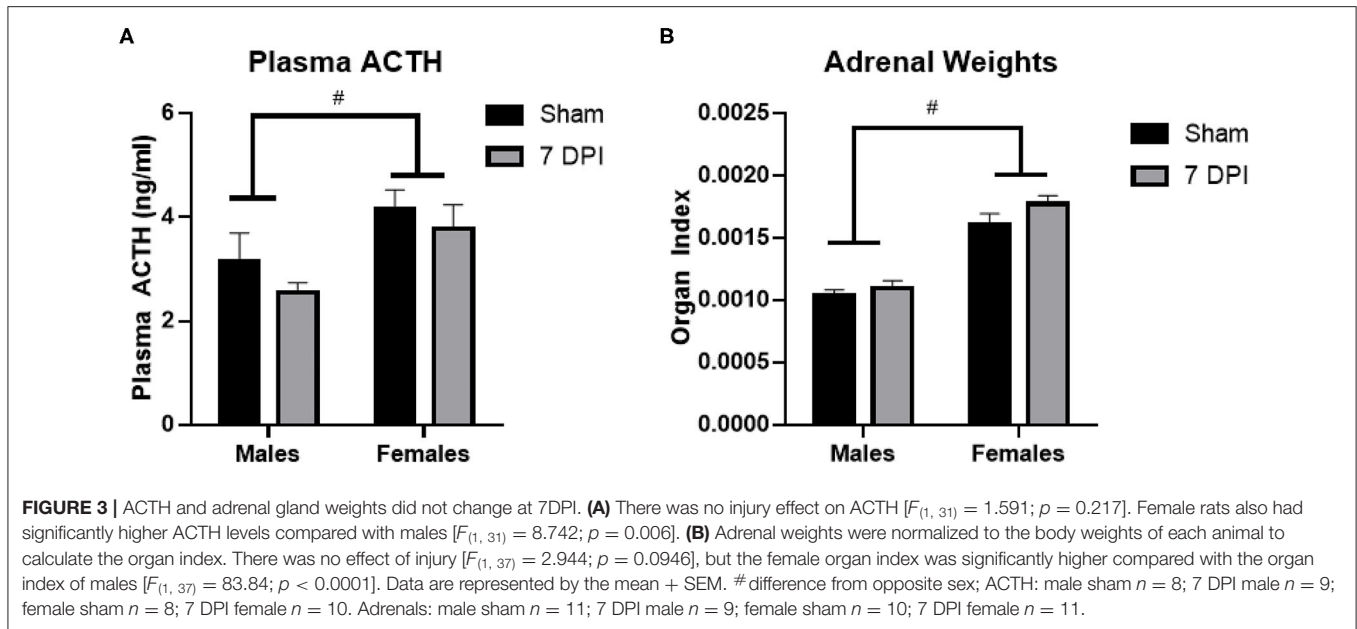 A
Plasma ACTH
#
Sham
7 DPI
Plasma ACTH (ng/ml)
6
4
2
0
Males Females
B
Adrenal Weights
#
Sham
7 DPI
Organ Index
0.0025
0.0020
0.0015
0.0010
0.0005
0.0000
Males Females
FIGURE 3 | ACTH and adrenal gland weights did not change at 7DPI. (A) There was no injury effect on ACTH [F(1, 31) = 1.591; p = 0.217]. Female rats also had
significantly higher ACTH levels compared with males [F(1, 31) = 8.742; p = 0.006]. (B) Adrenal weights were normalized to the body weights of each animal to
calculate the organ index. There was no effect of injury [F(1, 37) = 2.944; p = 0.0946], but the female organ index was significantly higher compared with the organ
index of males [F(1, 37) = 83.84; p < 0.0001]. Data are represented by the mean + SEM. #difference from opposite sex; ACTH: male sham n = 8; 7 DPI male n = 9;
female sham n = 8; 7 DPI female n = 10. Adrenals: male sham n = 11; 7 DPI male n = 9; female sham n = 10; 7 DPI female n = 11.